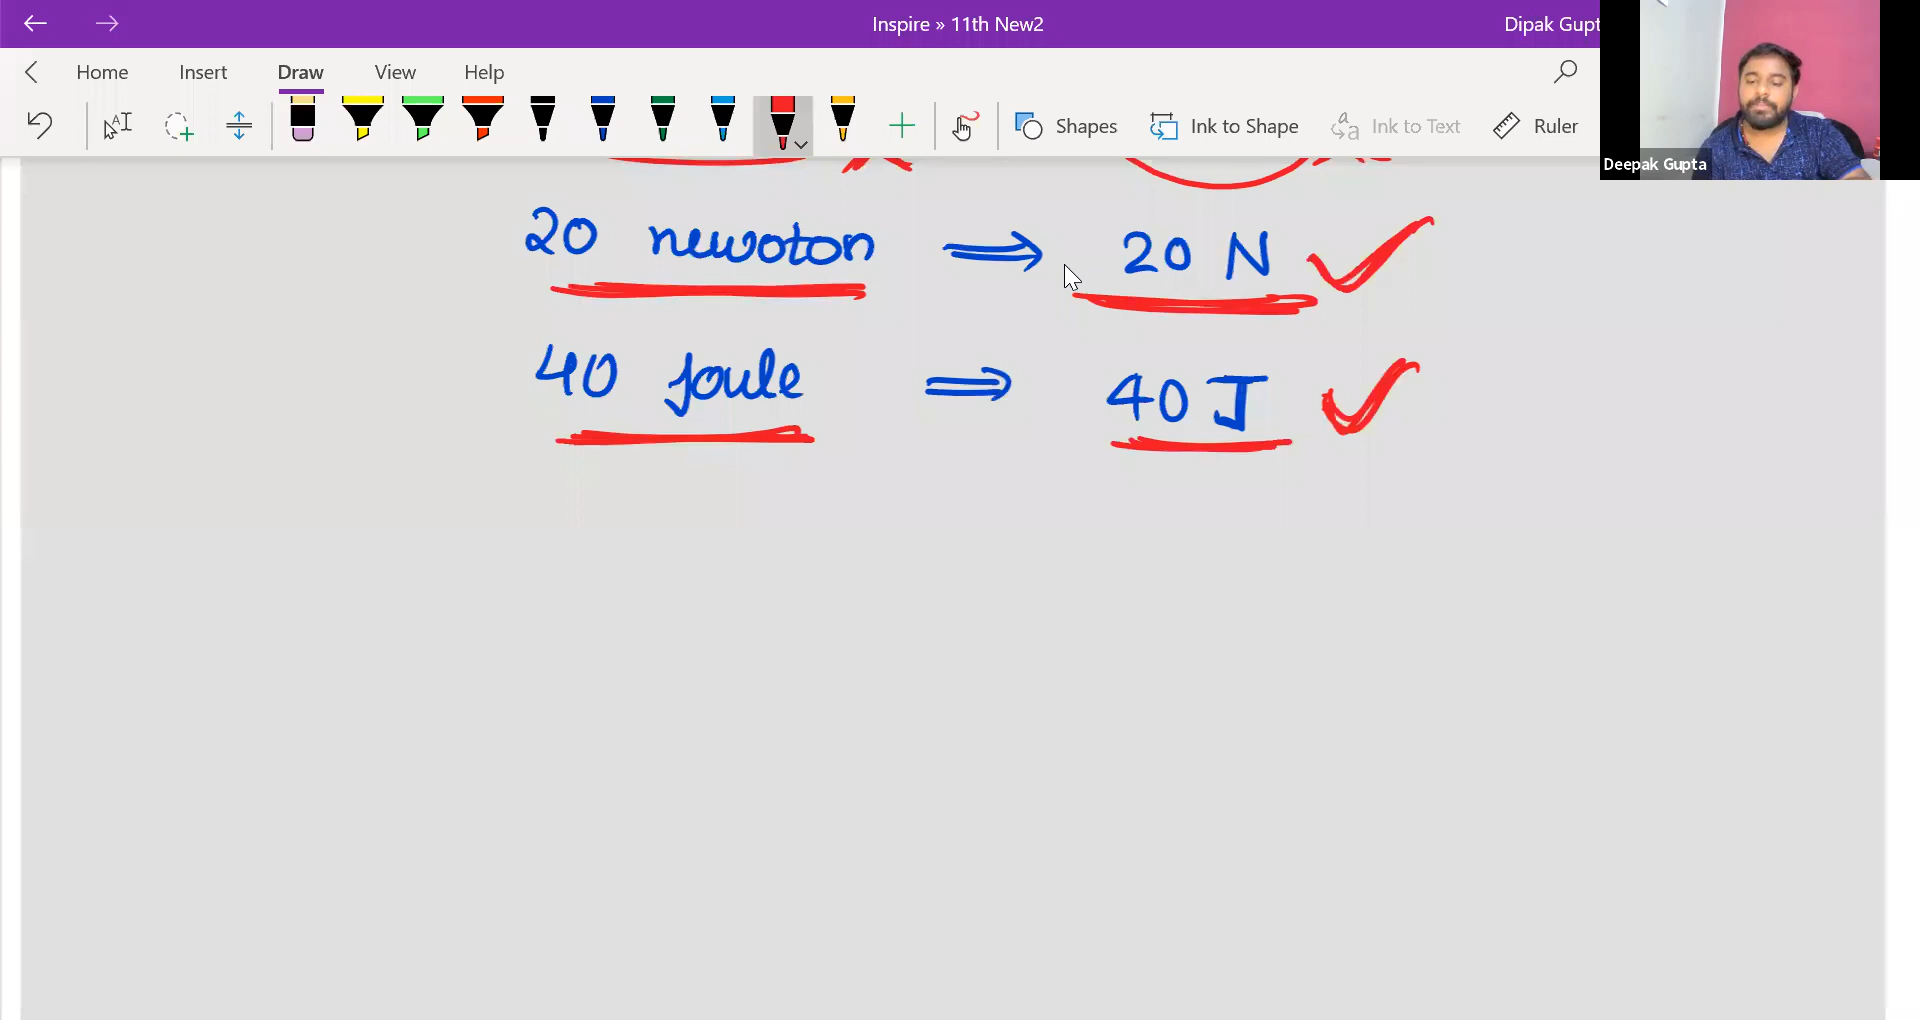 Inspire » 11th New2
Dipak Gupt
Home Insert Draw View Help
Shapes Ink to Shape Ink to Text Ruler
Deepak Gupta
20 newoton ⟹ 20 N ✓
40 joule ⟹ 40 J ✓